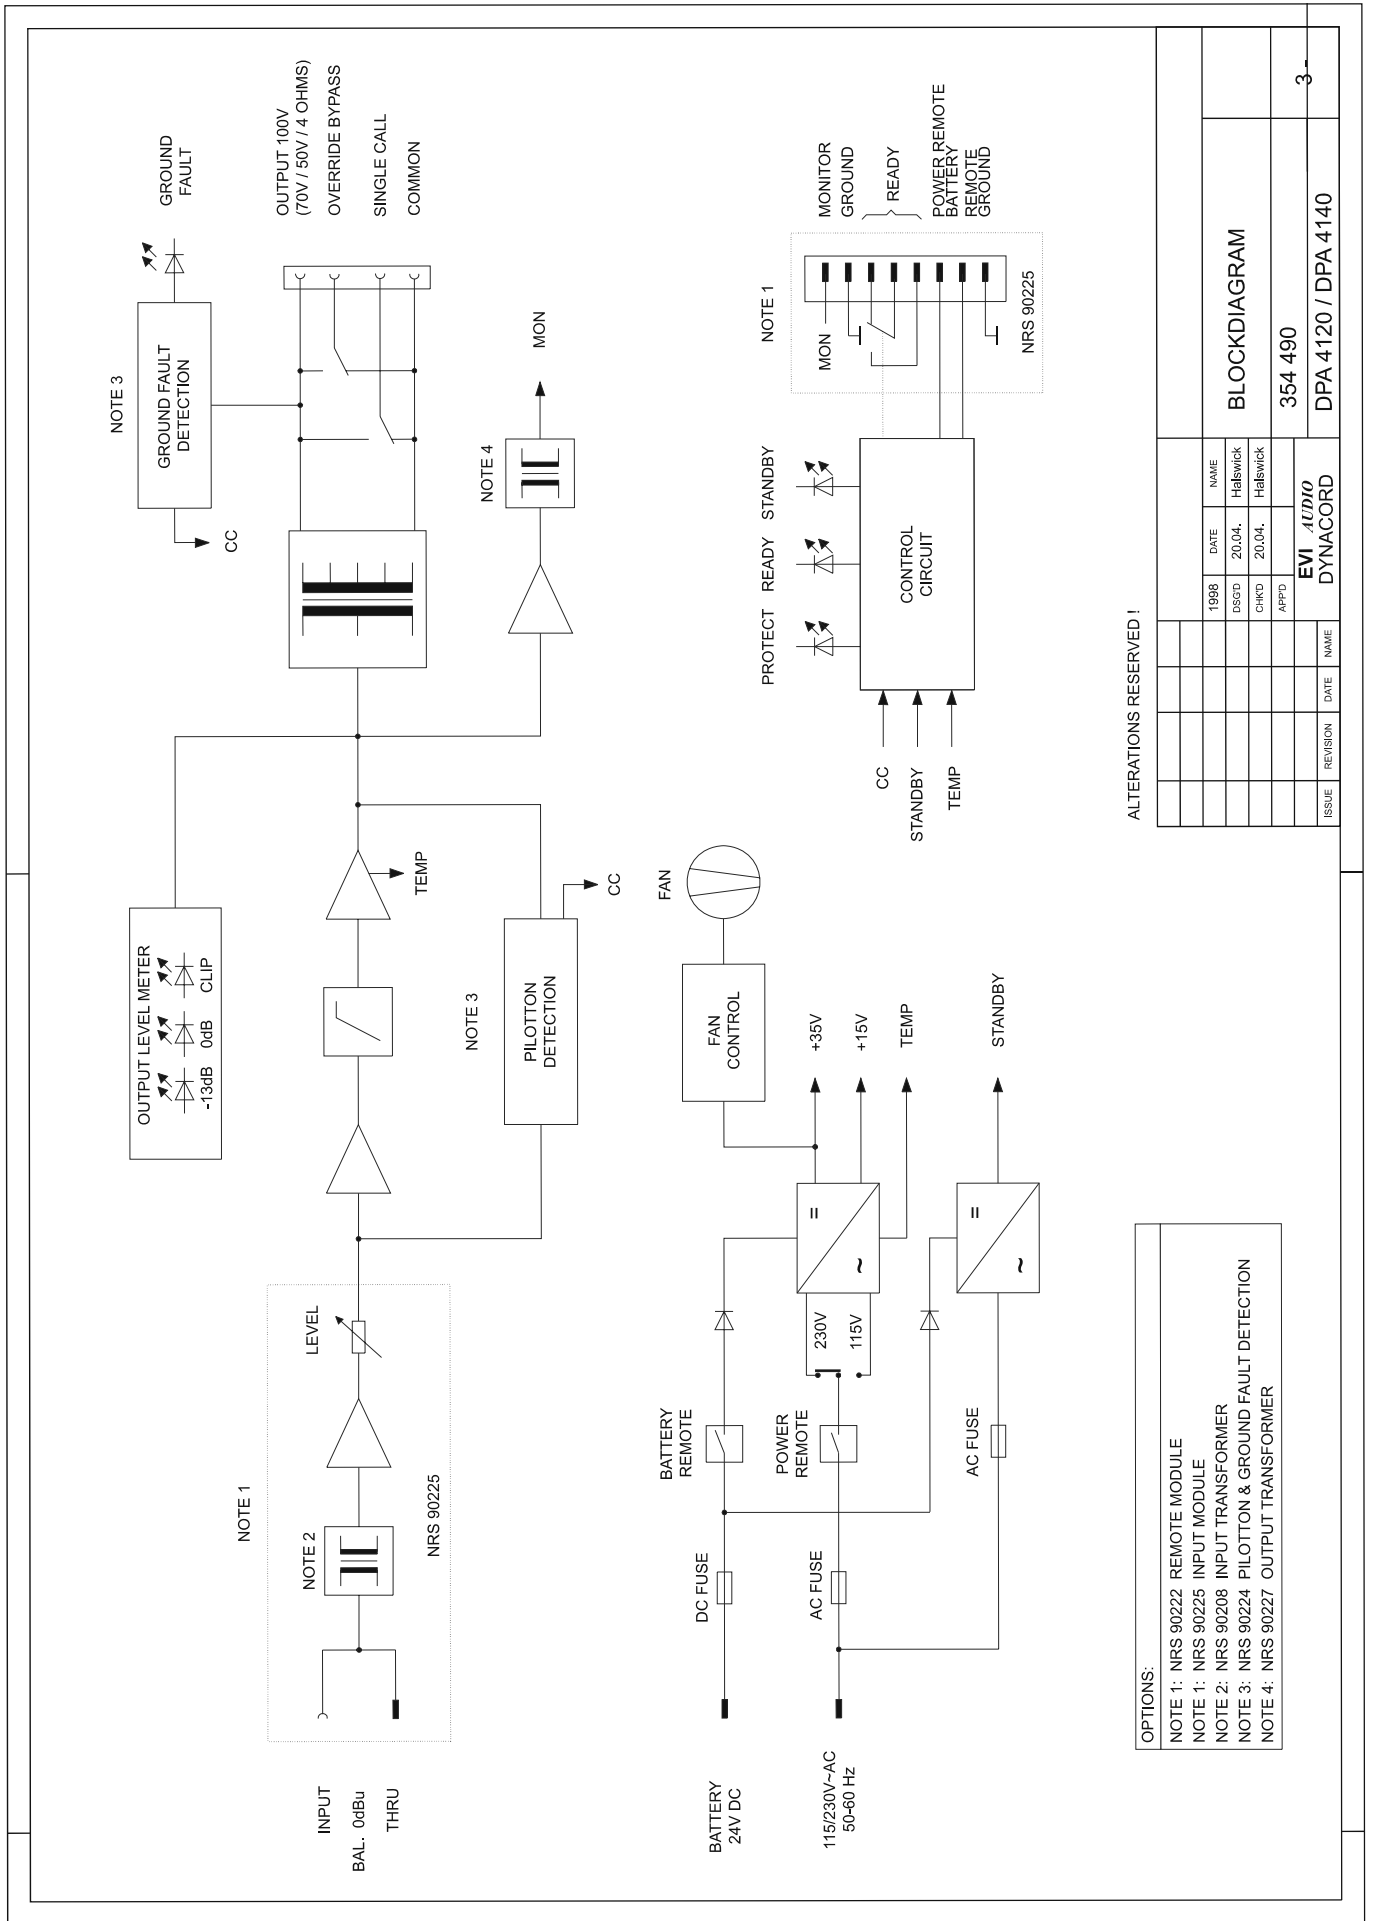 GROUND
FAULT
OUTPUT 100V
(70V / 50V / 4 OHMS)
OVERRIDE BYPASS
SINGLE CALL
COMMON
NOTE 3
GROUND FAULT
DETECTION
CC
NOTE 4
MON
OUTPUT LEVEL METER
-13dB
0dB
CLIP
TEMP
NOTE 3
PILOTTON
DETECTION
CC
NOTE 1
NOTE 2
LEVEL
NRS 90225
INPUT
BAL. 0dBu
THRU
NOTE 1
MON
MONITOR
GROUND
READY
POWER REMOTE
BATTERY
REMOTE
GROUND
NRS 90225
PROTECT
READY
STANDBY
CONTROL
CIRCUIT
CC
STANDBY
TEMP
FAN
FAN
CONTROL
+35V
+15V
TEMP
STANDBY
=
~
=
~
230V
115V
BATTERY
REMOTE
POWER
REMOTE
AC FUSE
DC FUSE
AC FUSE
BATTERY
24V DC
115/230V~AC
50-60 Hz
OPTIONS:
NOTE 1: NRS 90222 REMOTE MODULE
NOTE 1: NRS 90225 INPUT MODULE
NOTE 2: NRS 90208 INPUT TRANSFORMER
NOTE 3: NRS 90224 PILOTTON & GROUND FAULT DETECTION
NOTE 4: NRS 90227 OUTPUT TRANSFORMER
ALTERATIONS RESERVED !
1998 DATE NAME
DSG'D 20.04. Halswick
CHK'D 20.04. Halswick
APP'D
BLOCKDIAGRAM
354 490
3 -
EVI AUDIO
DYNACORD
DPA 4120 / DPA 4140
ISSUE REVISION DATE NAME